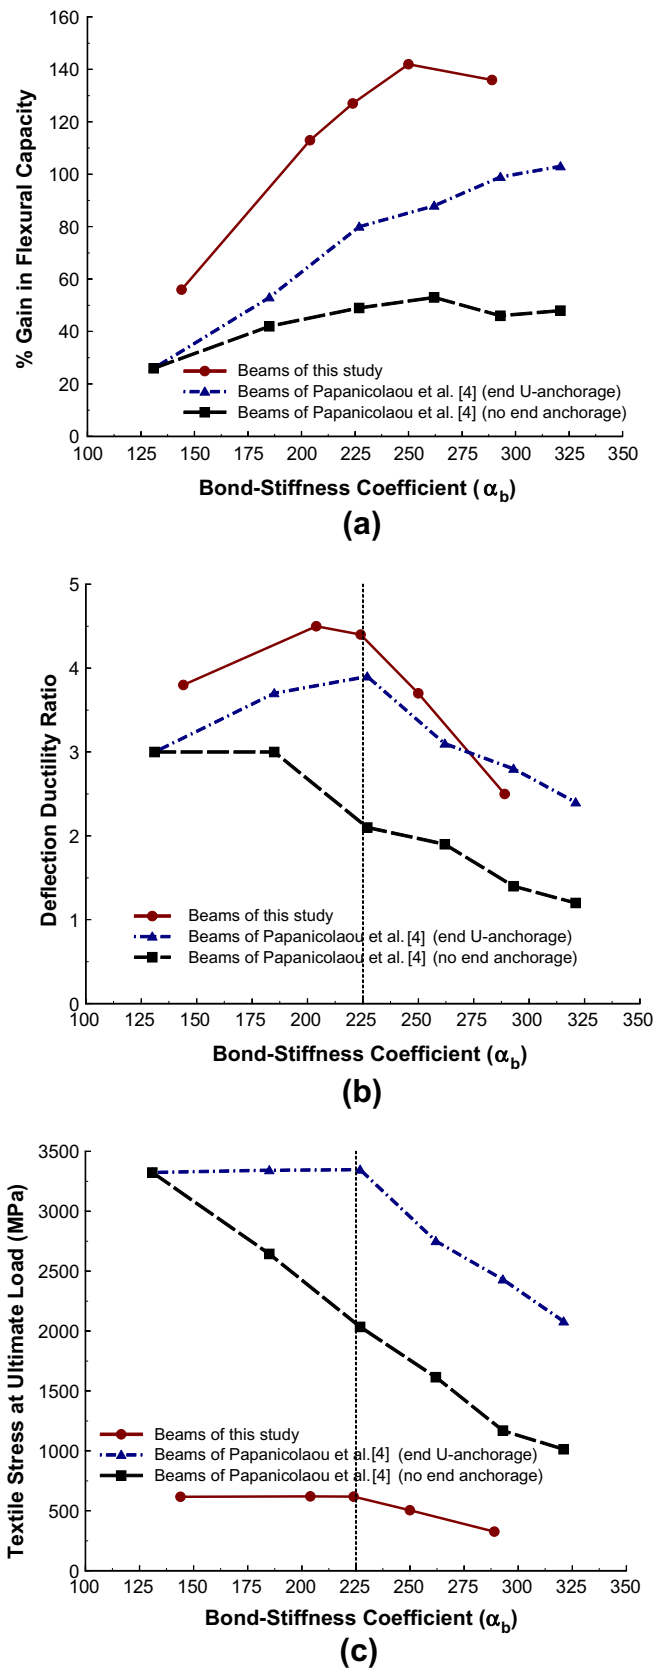 160
140
120
100
80
60
40
20
0
% Gain in Flexural Capacity
Beams of this study
Beams of Papanicolaou et al. [4] (end U-anchorage)
Beams of Papanicolaou et al. [4] (no end anchorage)
100 125 150 175 200 225 250 275 300 325 350
Bond-Stiffness Coefficient (αb)
(a)
5
4
3
2
1
0
Deflection Ductility Ratio
Beams of this study
Beams of Papanicolaou et al. [4] (end U-anchorage)
Beams of Papanicolaou et al. [4] (no end anchorage)
100 125 150 175 200 225 250 275 300 325 350
Bond-Stiffness Coefficient (αb)
(b)
3500
3000
2500
2000
1500
1000
500
0
Textile Stress at Ultimate Load (MPa)
Beams of this study
Beams of Papanicolaou et al. [4] (end U-anchorage)
Beams of Papanicolaou et al. [4] (no end anchorage)
100 125 150 175 200 225 250 275 300 325 350
Bond-Stiffness Coefficient (αb)
(c)